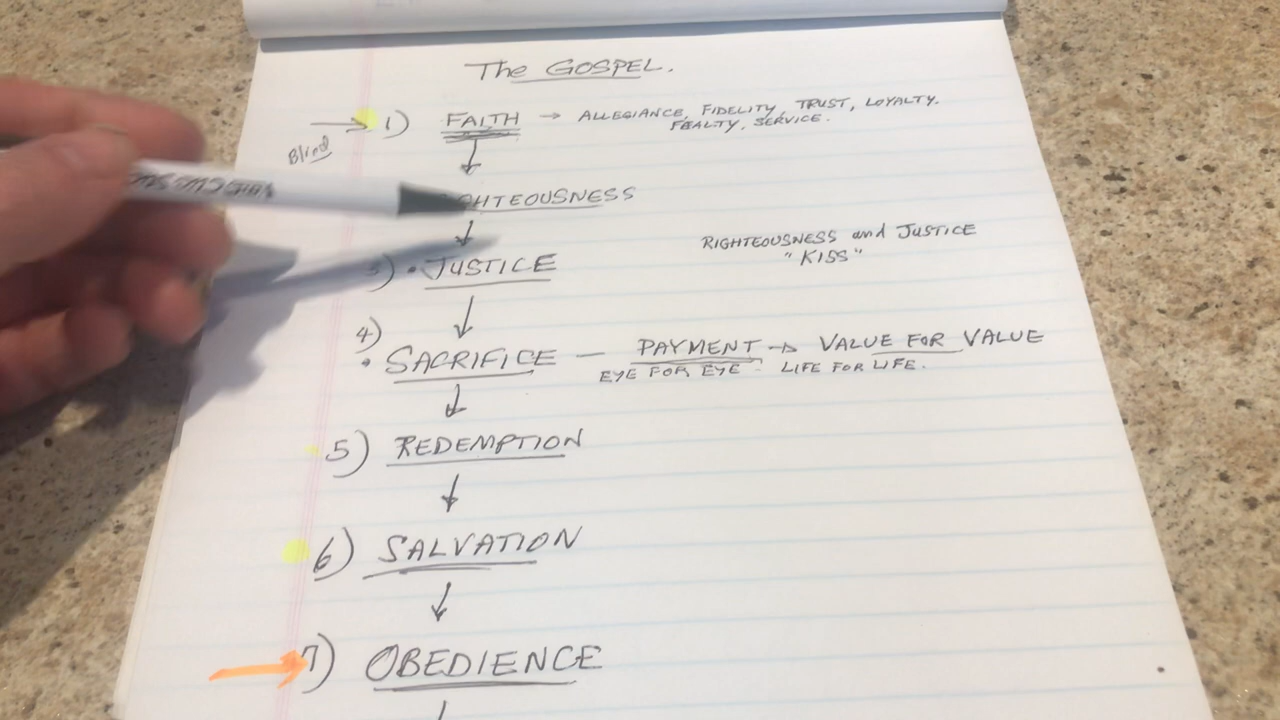 The GOSPEL.
1) FAITH → ALLEGIANCE, FIDELITY, TRUST, LOYALTY.
FEALTY, SERVICE.
Blind
GHTEOUSNESS
3) • JUSTICE
RIGHTEOUSNESS and JUSTICE
"KISS"
4)
• SACRIFICE — PAYMENT → VALUE FOR VALUE
EYE FOR EYE - LIFE FOR LIFE.
5) REDEMPTION
6) SALVATION
7) OBEDIENCE